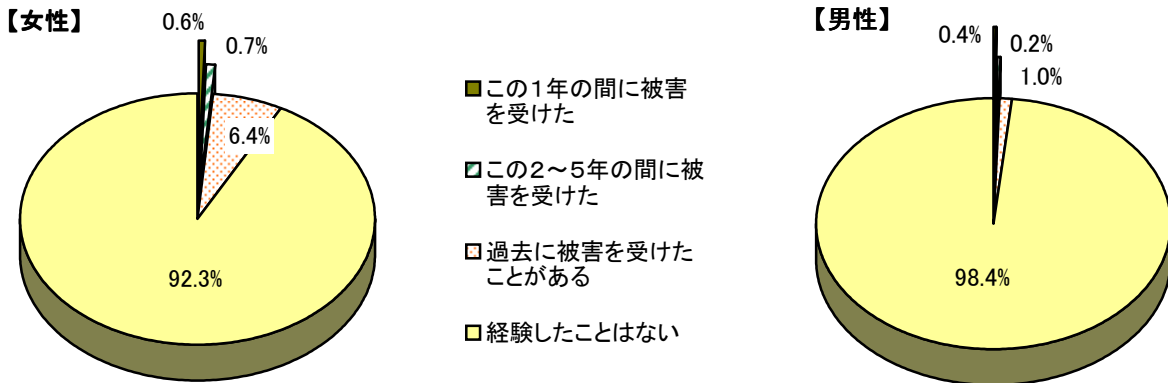 【女性】
0.6%
0.7%
6.4%
92.3%
この1年の間に被害
を受けた
この2～5年の間に被
害を受けた
過去に被害を受けた
ことがある
経験したことはない
【男性】
0.4%
0.2%
1.0%
98.4%